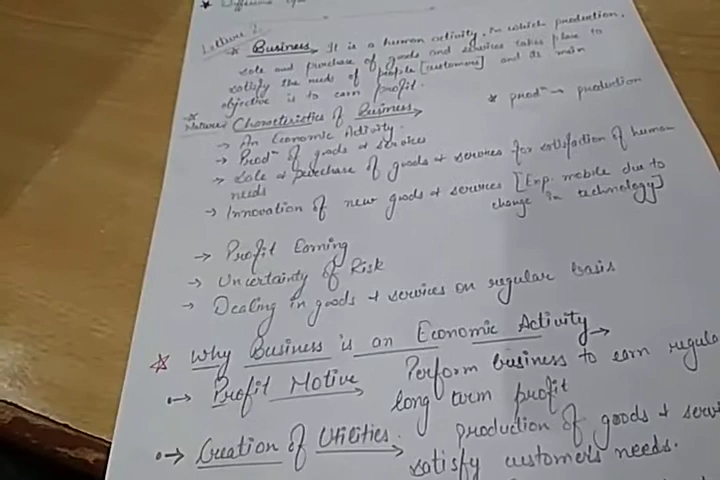 * Difference
Lecture 2
* Business → It is a human activity. In which production,
sale and purchase of goods and services takes place to
satisfy the needs of people [customers] and its main
objective is to earn profit.
* prodⁿ → production
* Nature & Characteristics of Business →
→ An Economic Activity.
→ Prodⁿ of goods & services
→ Sale & purchase of goods & services for satisfaction of human
needs
→ Innovation of new goods & services [Exp. mobile due to
change in technology]
→ Profit Earning
→ Uncertainty of Risk
→ Dealing in goods & services on regular basis
☆ Why Business is an Economic Activity →
•→ Profit Motive → Perform business to earn regula
long term profit
•→ Creation of Utilities. → production of goods & servi
satisfy customers needs.